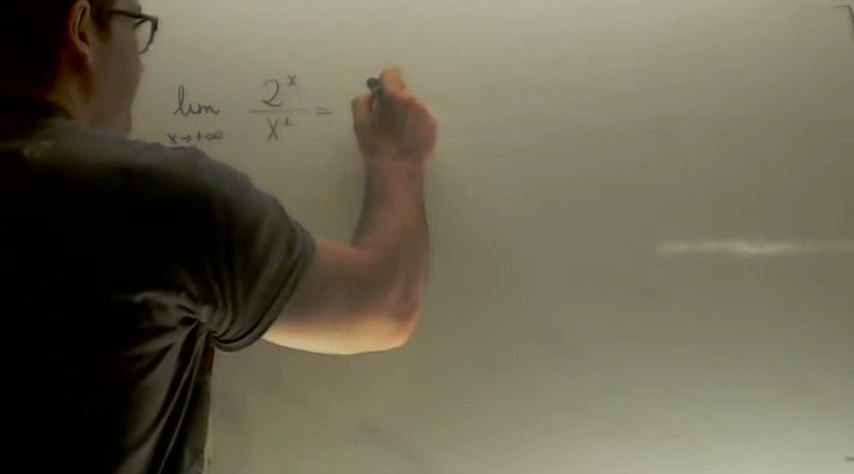 lim 2^x / x^2 =
x→+∞